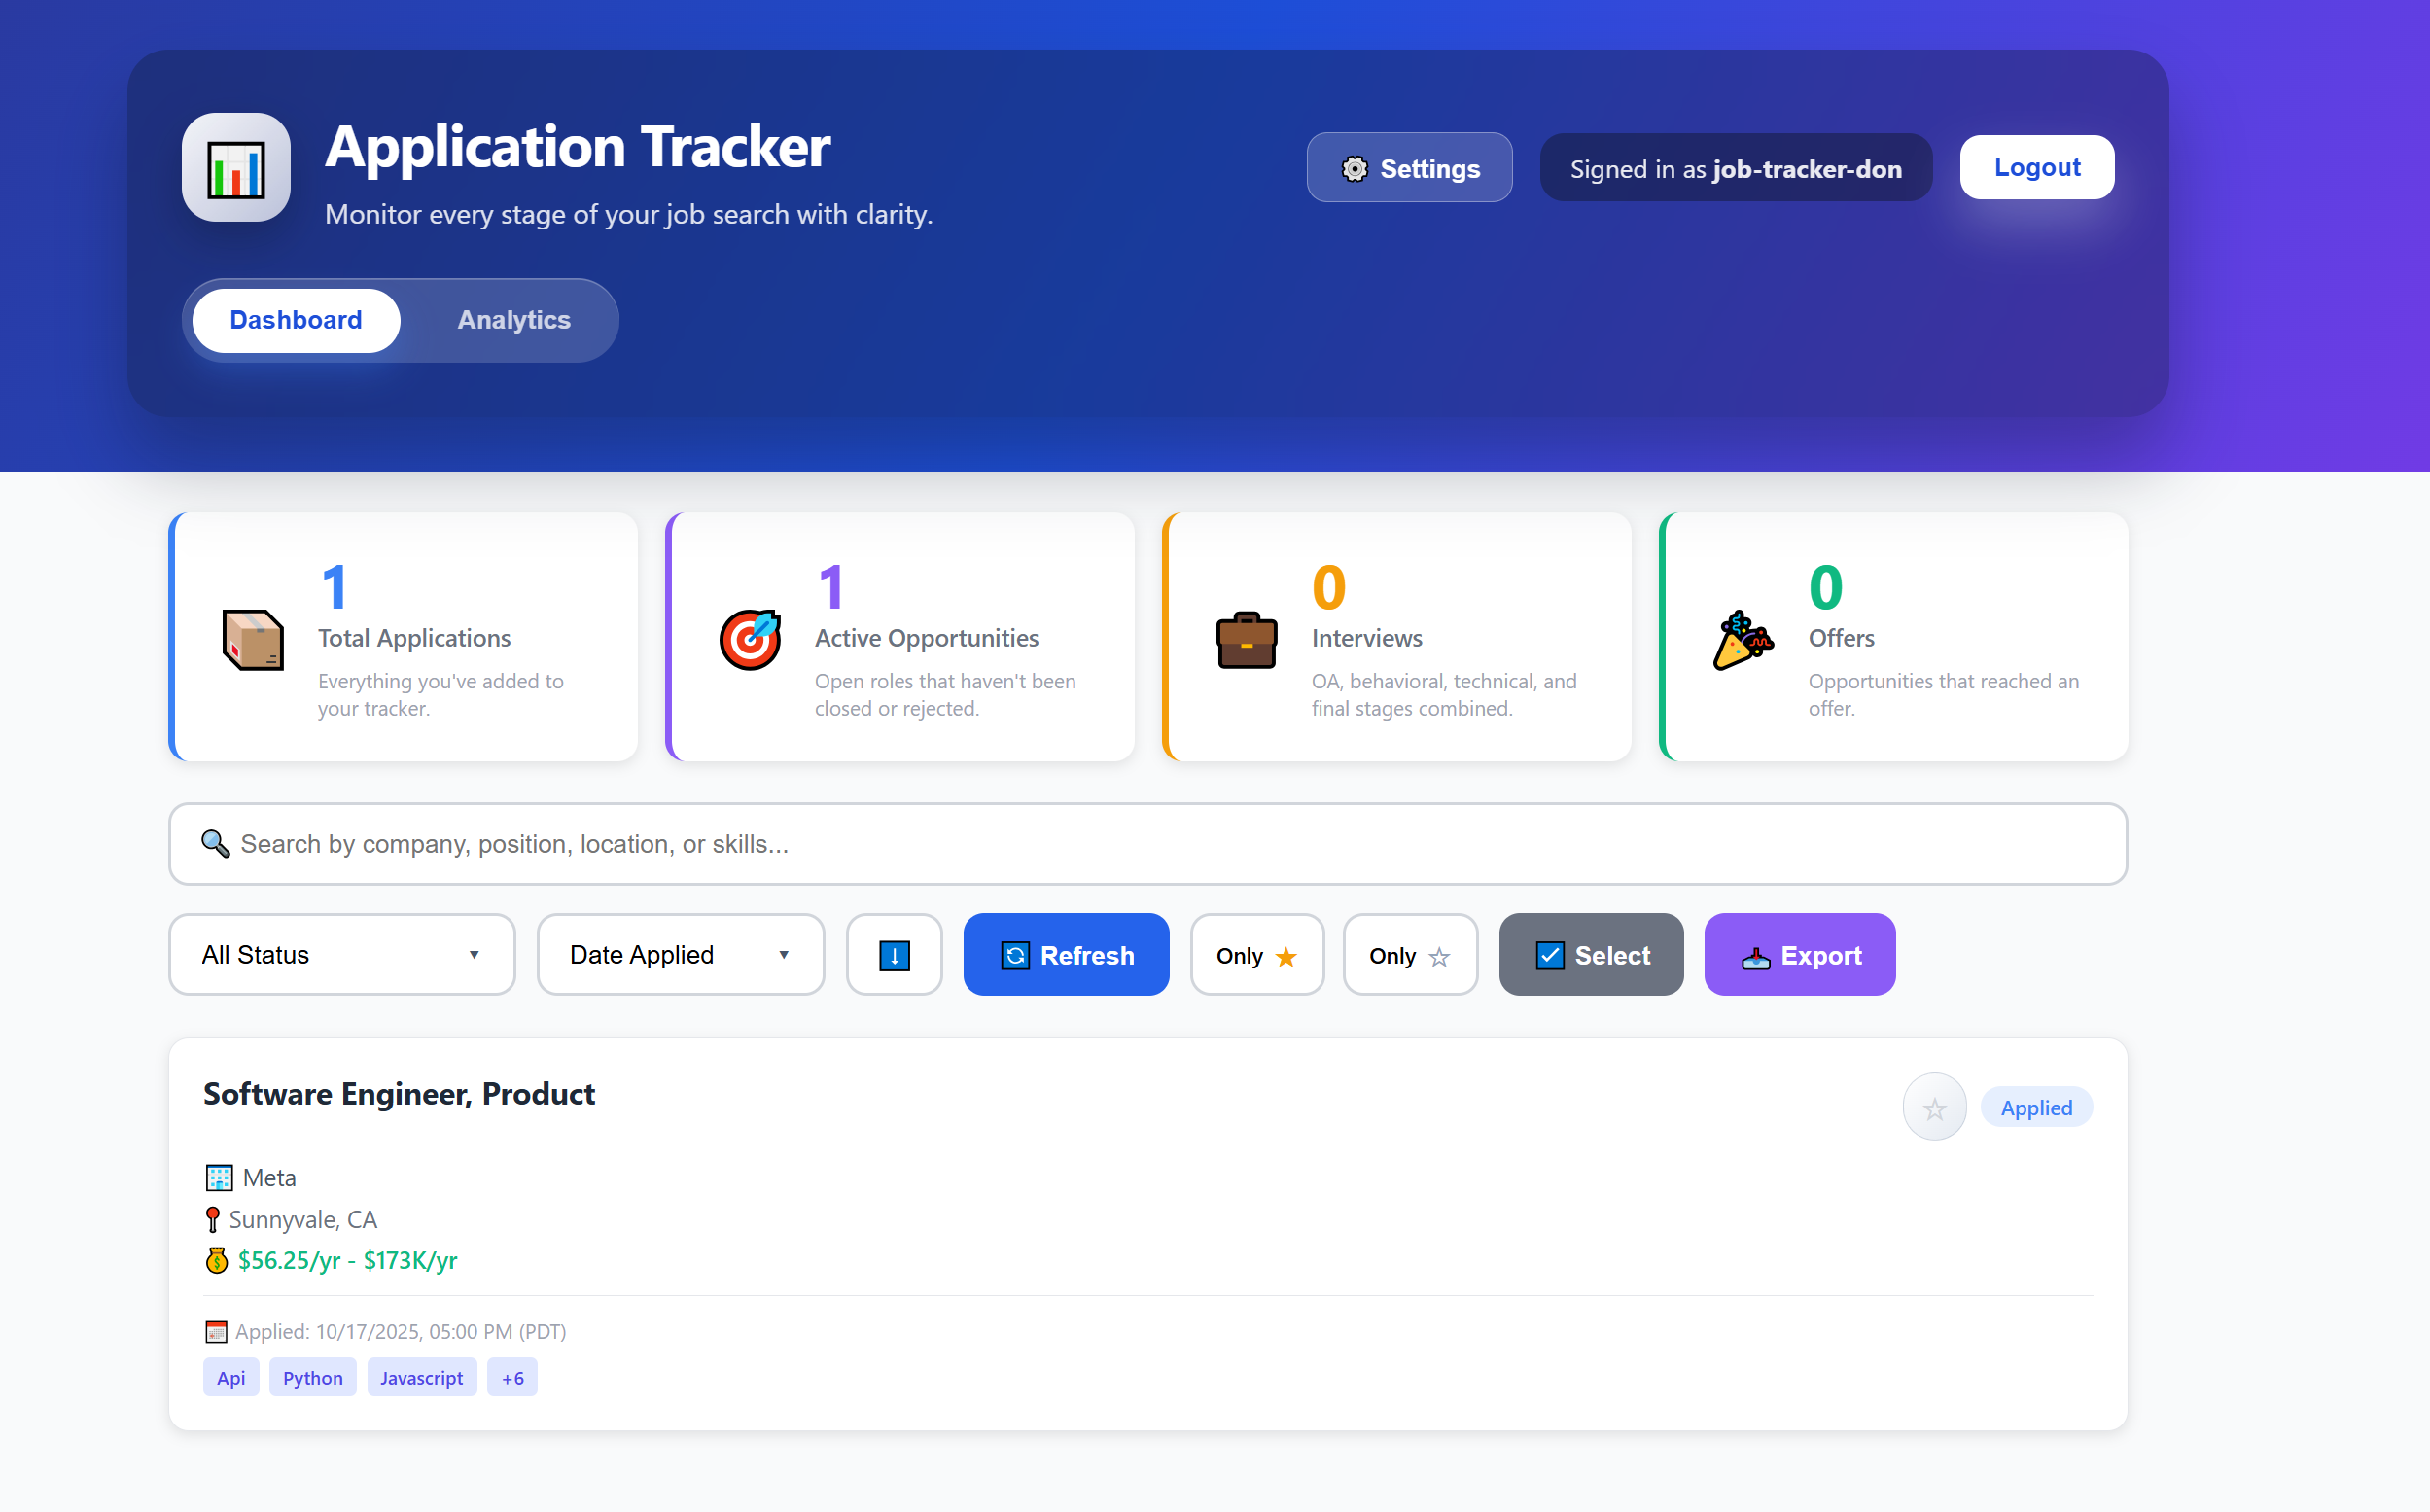 Application Tracker
Monitor every stage of your job search with clarity.
Settings
Signed in as job-tracker-don
Logout
Dashboard
Analytics
1
Total Applications
Everything you've added to
your tracker.
1
Active Opportunities
Open roles that haven't been
closed or rejected.
0
Interviews
OA, behavioral, technical, and
final stages combined.
0
Offers
Opportunities that reached an
offer.
Search by company, position, location, or skills...
All Status
Date Applied
Refresh
Only
Only
Select
Export
Software Engineer, Product
Applied
Meta
Sunnyvale, CA
$56.25/yr - $173K/yr
Applied: 10/17/2025, 05:00 PM (PDT)
Api
Python
Javascript
+6